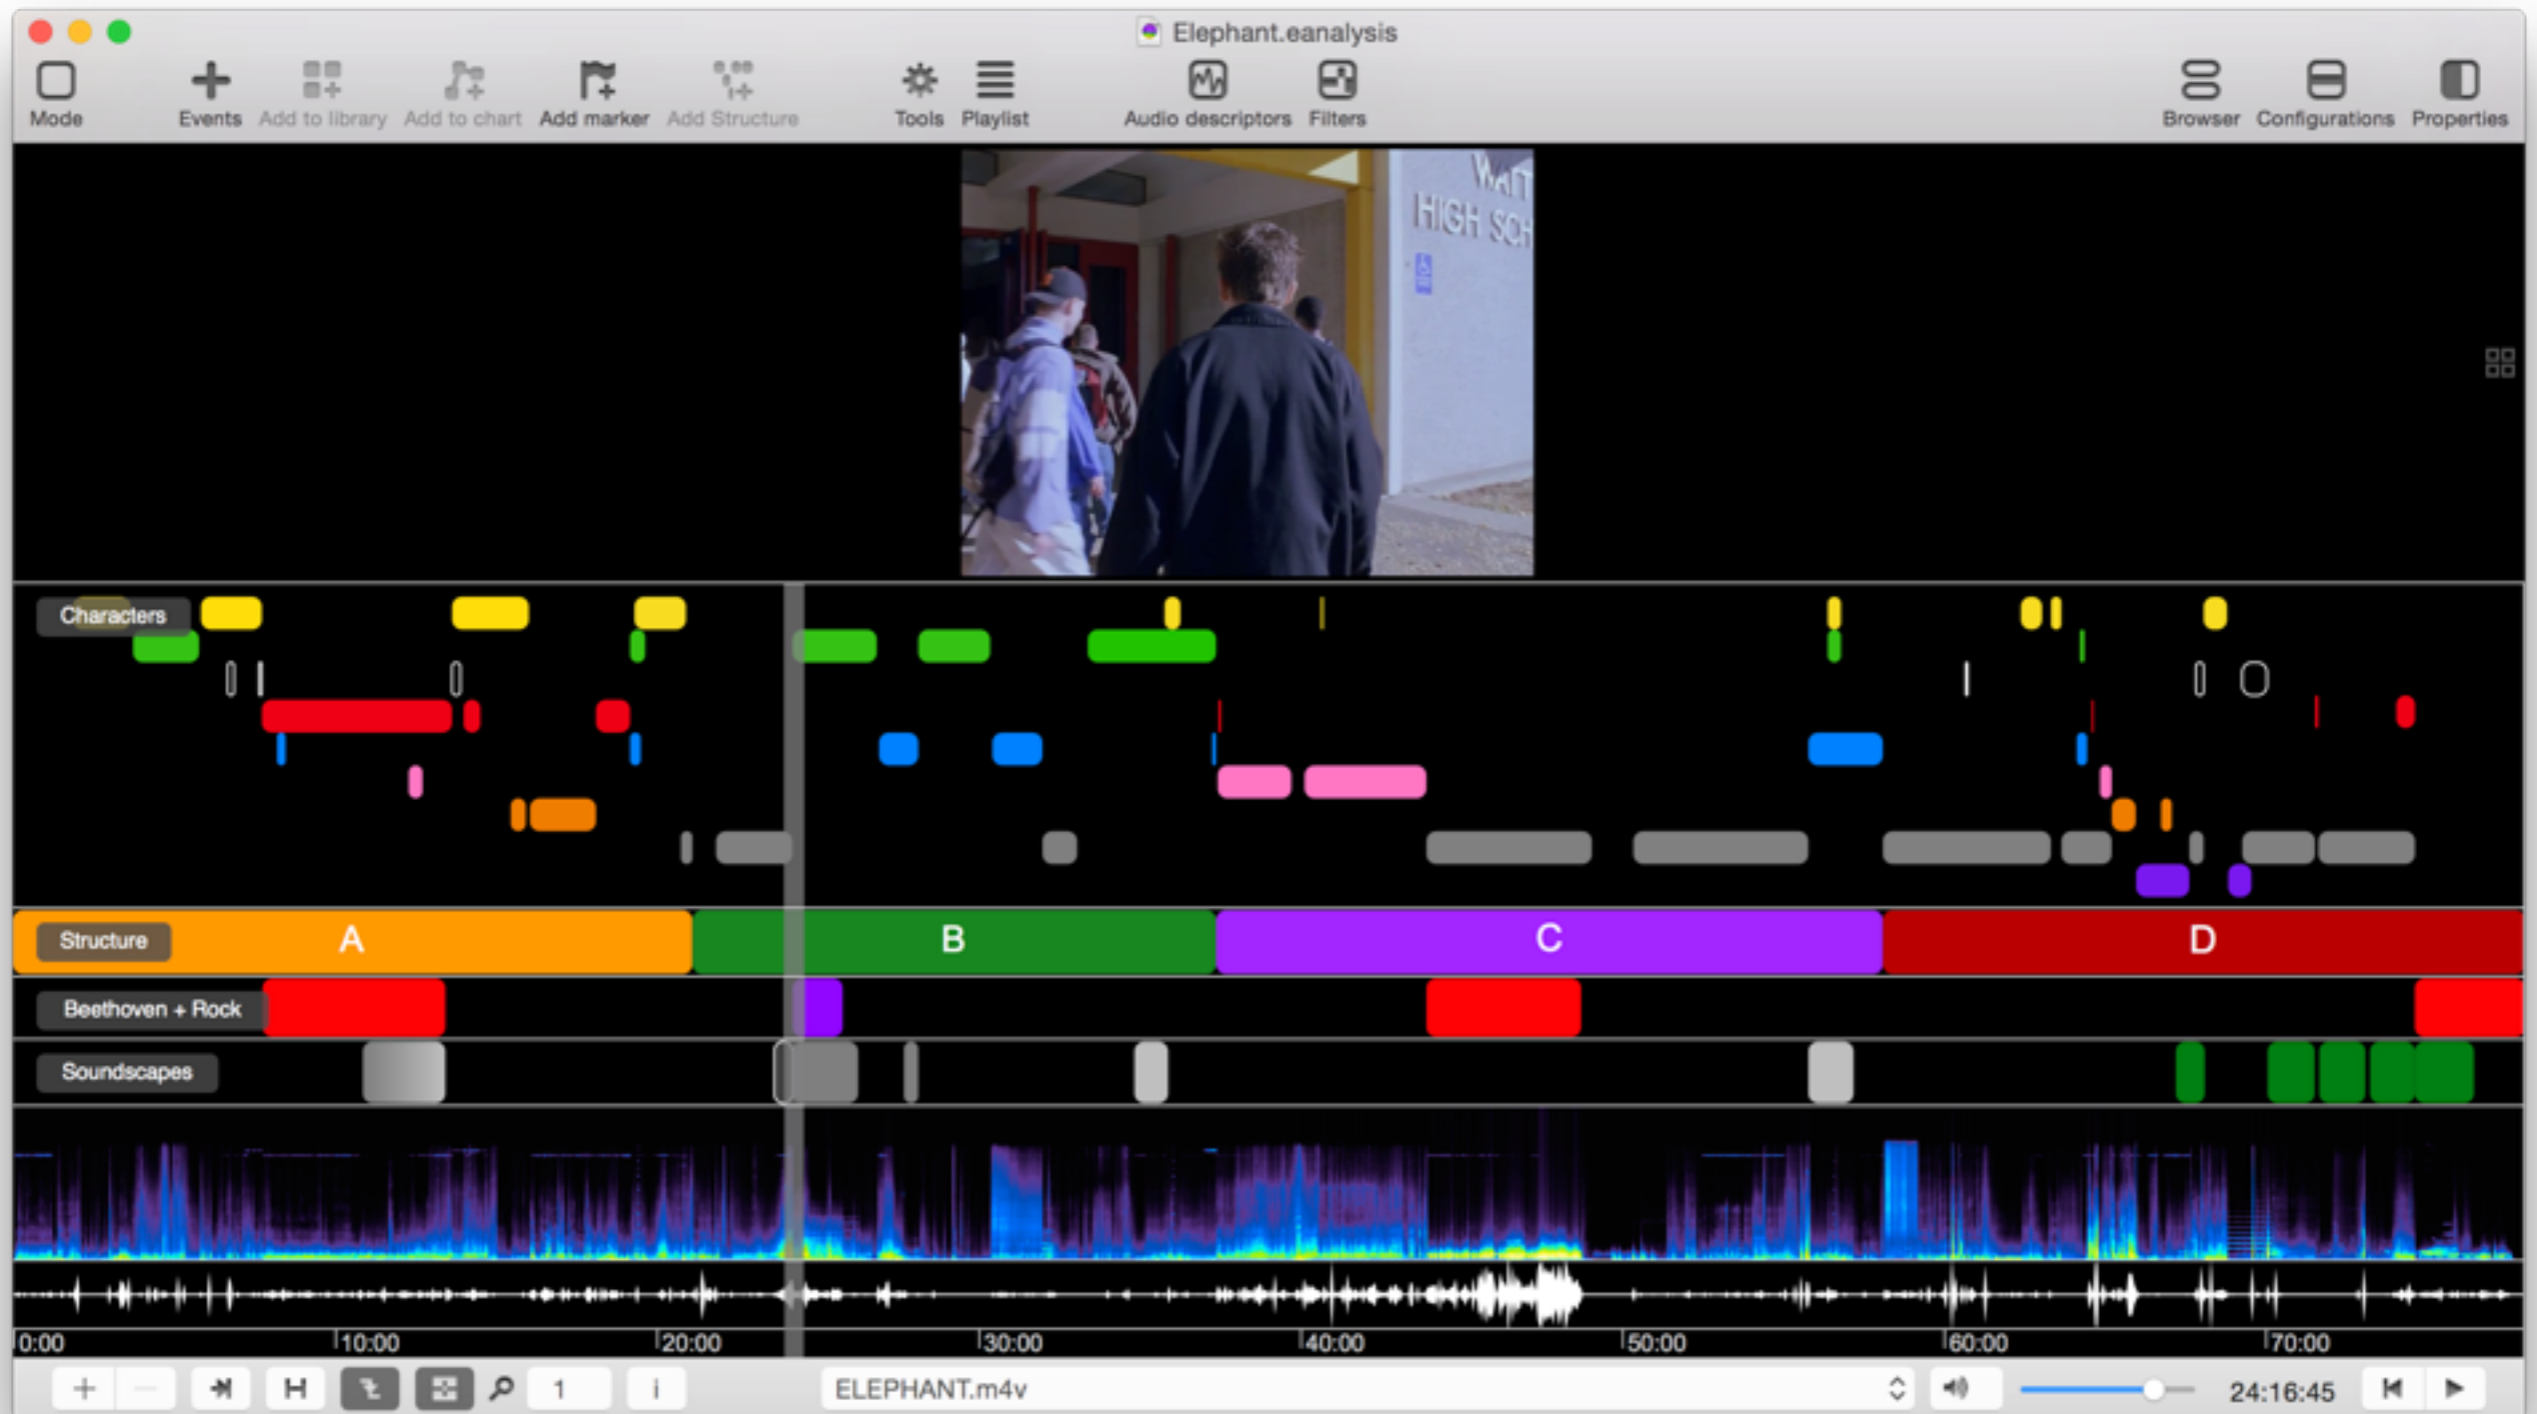 Elephant.eanalysis
Mode
Events
Add to library
Add to chart
Add marker
Add Structure
Tools
Playlist
Audio descriptors
Filters
Browser
Configurations
Properties
HIGH SCH
Characters
Structure
A
B
C
D
Beethoven + Rock
Soundscapes
0:00
10:00
20:00
30:00
40:00
50:00
60:00
70:00
1
i
ELEPHANT.m4v
24:16:45